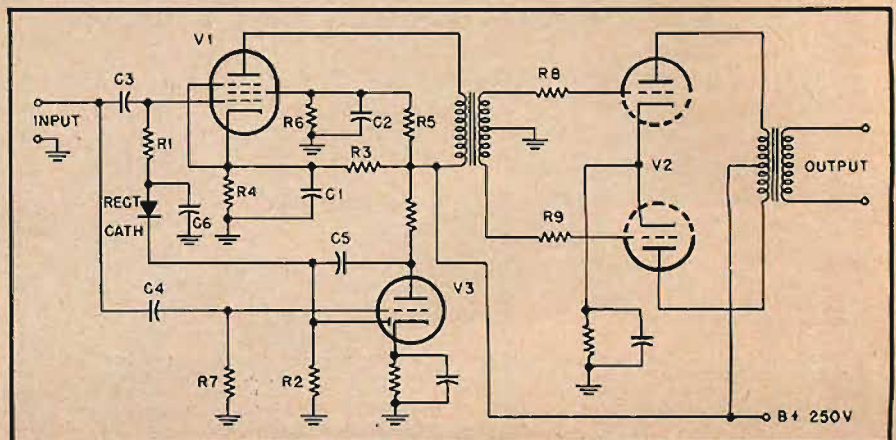 V1
C3
INPUT
R1
R6
C2
R5
R3
R4
C1
RECT
CATH
C6
C5
C4
V3
R7
R2
R8
V2
R9
OUTPUT
B+ 250V